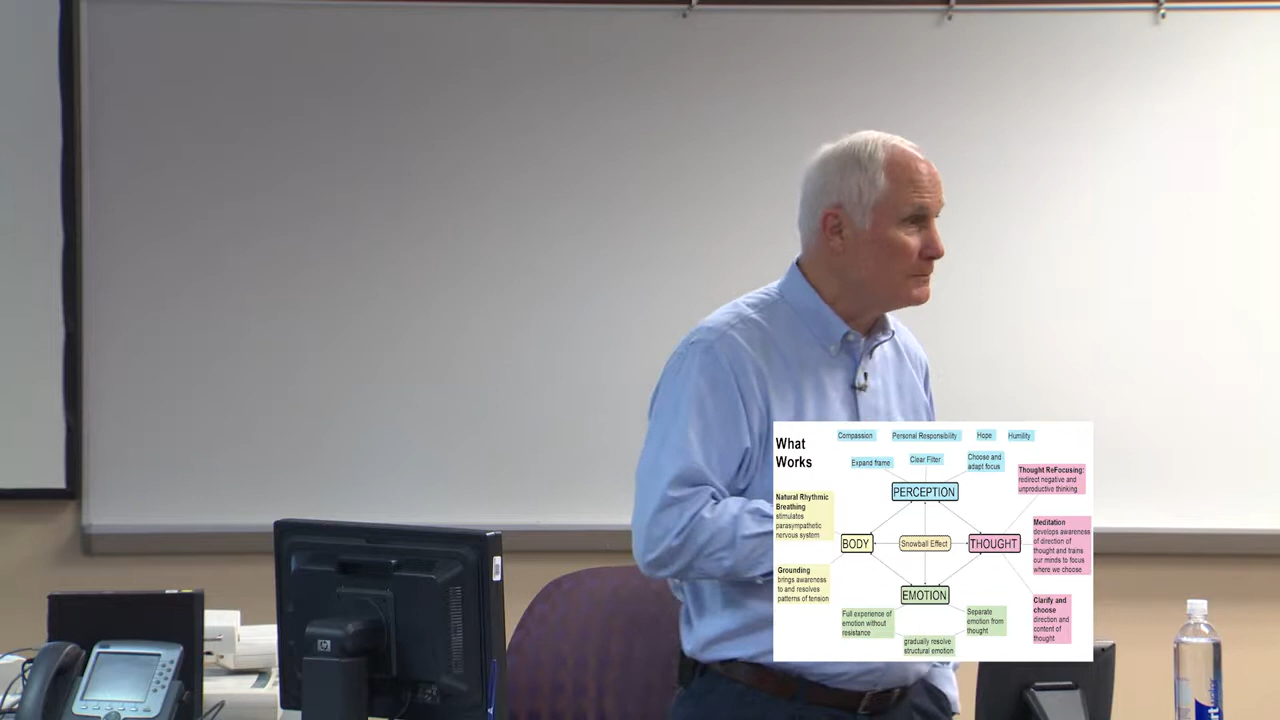 What
Works
Compassion
Personal Responsibility
Hope
Humility
Expand frame
Clear Filter
Choose and
adapt focus
PERCEPTION
Thought ReFocusing:
redirect negative and
unproductive thinking
Natural Rhythmic
Breathing
stimulates
parasympathetic
nervous system
BODY
Snowball Effect
THOUGHT
Meditation
develops awareness
of direction of
thought and trains
our minds to focus
where we choose
Grounding
brings awareness
to and resolves
patterns of tension
EMOTION
Full experience of
emotion without
resistance
Separate
emotion from
thought
gradually resolve
structural emotion
Clarify and
choose
direction and
content of
thought
hp